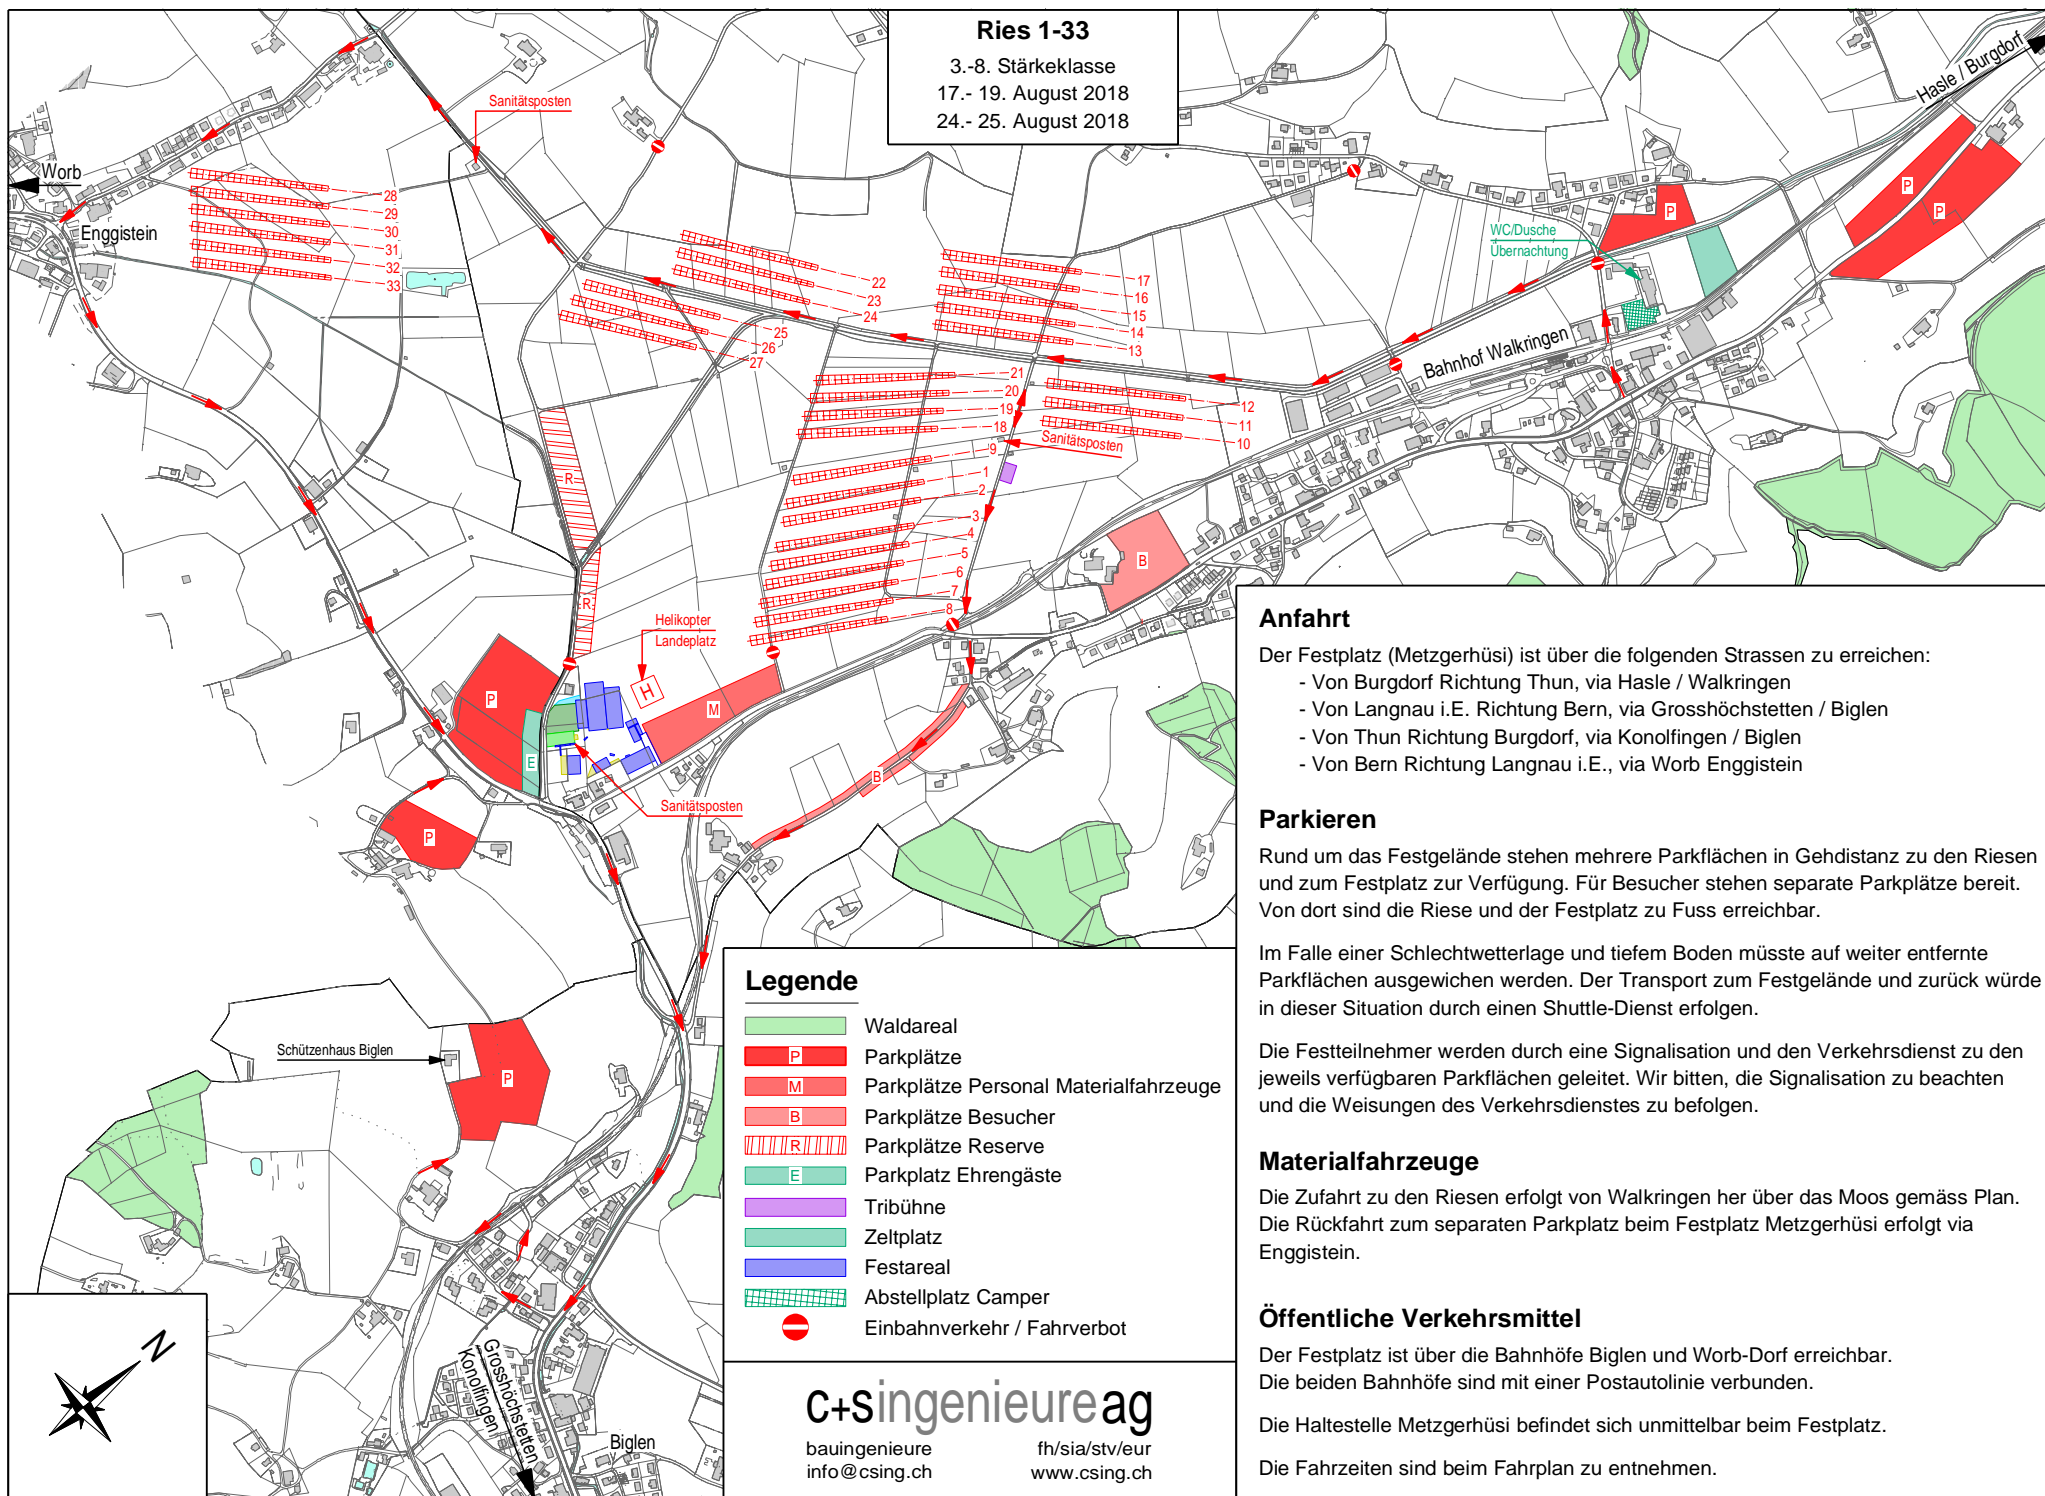 Ries 1-33
3.-8. Stärkeklasse
17.- 19. August 2018
24.- 25. August 2018
Hasle / Burgdorf
Sanitätsposten
Worb
Enggistein
28
29
30
31
32
33
22
23
24
25
26
27
17
16
15
14
13
WC/Dusche
Übernachtung
P
P
P
Bahnhof Walkringen
21
20
19
18
12
11
10
Sanitätsposten
9
1
2
3
4
5
6
7
8
R
R
B
Helikopter
Landeplatz
H
P
M
E
B
Sanitätsposten
P
Schützenhaus Biglen
P
Grosshöchstetten
Konolfingen
Biglen
N
Legende
Waldareal
P Parkplätze
M Parkplätze Personal Materialfahrzeuge
B Parkplätze Besucher
R Parkplätze Reserve
E Parkplatz Ehrengäste
Tribühne
Zeltplatz
Festareal
Abstellplatz Camper
Einbahnverkehr / Fahrverbot
c+singenieureag
bauingenieure fh/sia/stv/eur
info@csing.ch www.csing.ch
Anfahrt
Der Festplatz (Metzgerhüsi) ist über die folgenden Strassen zu erreichen:
- Von Burgdorf Richtung Thun, via Hasle / Walkringen
- Von Langnau i.E. Richtung Bern, via Grosshöchstetten / Biglen
- Von Thun Richtung Burgdorf, via Konolfingen / Biglen
- Von Bern Richtung Langnau i.E., via Worb Enggistein
Parkieren
Rund um das Festgelände stehen mehrere Parkflächen in Gehdistanz zu den Riesen
und zum Festplatz zur Verfügung. Für Besucher stehen separate Parkplätze bereit.
Von dort sind die Riese und der Festplatz zu Fuss erreichbar.
Im Falle einer Schlechtwetterlage und tiefem Boden müsste auf weiter entfernte
Parkflächen ausgewichen werden. Der Transport zum Festgelände und zurück würde
in dieser Situation durch einen Shuttle-Dienst erfolgen.
Die Festteilnehmer werden durch eine Signalisation und den Verkehrsdienst zu den
jeweils verfügbaren Parkflächen geleitet. Wir bitten, die Signalisation zu beachten
und die Weisungen des Verkehrsdienstes zu befolgen.
Materialfahrzeuge
Die Zufahrt zu den Riesen erfolgt von Walkringen her über das Moos gemäss Plan.
Die Rückfahrt zum separaten Parkplatz beim Festplatz Metzgerhüsi erfolgt via
Enggistein.
Öffentliche Verkehrsmittel
Der Festplatz ist über die Bahnhöfe Biglen und Worb-Dorf erreichbar.
Die beiden Bahnhöfe sind mit einer Postautolinie verbunden.
Die Haltestelle Metzgerhüsi befindet sich unmittelbar beim Festplatz.
Die Fahrzeiten sind beim Fahrplan zu entnehmen.